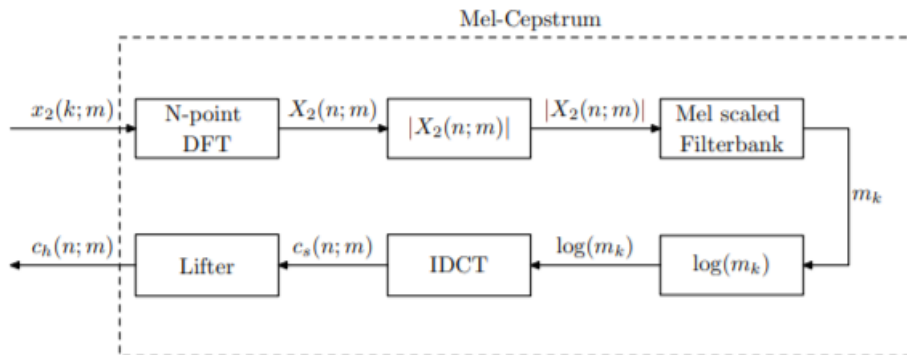 Mel-Cepstrum
x₂(k; m)
N-point
DFT
X₂(n; m)
|X₂(n; m)|
|X₂(n; m)|
Mel scaled
Filterbank
mₖ
cₕ(n; m)
Lifter
cₛ(n; m)
IDCT
log(mₖ)
log(mₖ)